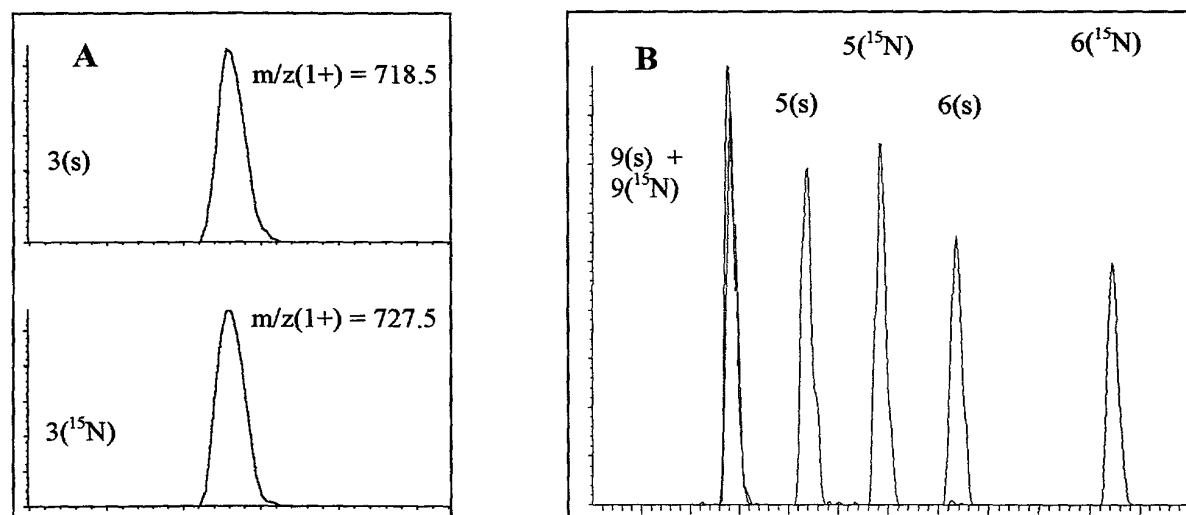 A
m/z(1+) = 718.5
3(s)
m/z(1+) = 727.5
3(¹⁵N)
B
5(¹⁵N)
6(¹⁵N)
5(s)
6(s)
9(s) +
9(¹⁵N)